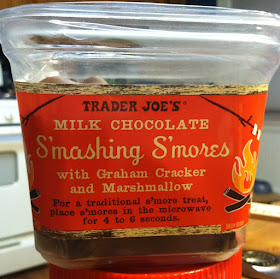 TRADER JOE'S
MILK CHOCOLATE
S'mashing S'mores
with Graham Cracker
and Marshmallow
For a traditional s'more treat,
place s'mores in the microwave
for 4 to 6 seconds.